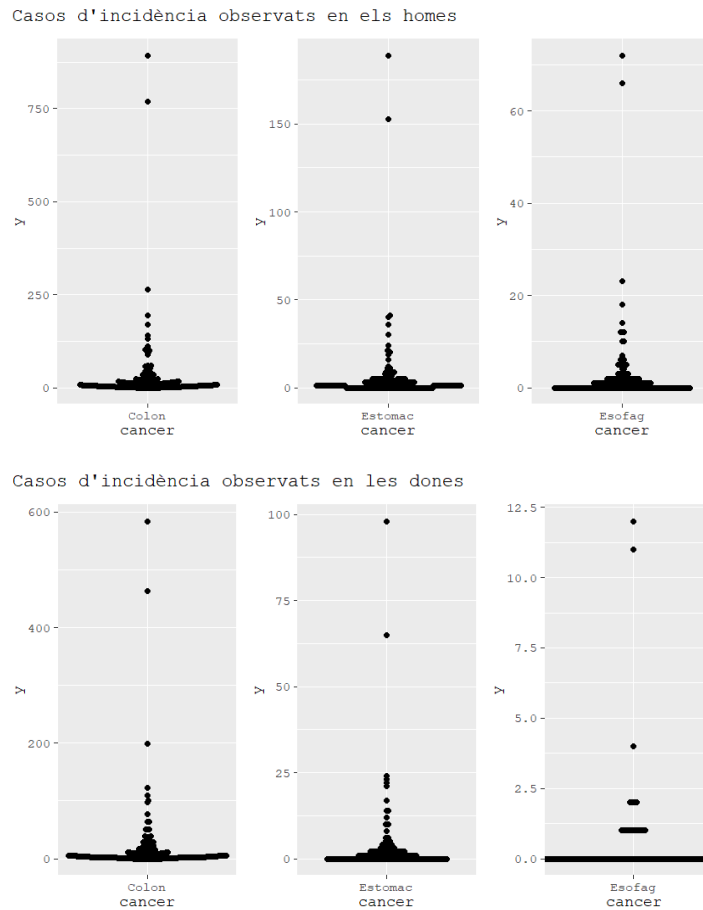 Casos d'incidència observats en els homes
750
500
250
0
y
Colon
cancer
150
100
50
0
y
Estomac
cancer
60
40
20
0
y
Esofag
cancer
Casos d'incidència observats en les dones
600
400
200
0
y
Colon
cancer
100
75
50
25
0
y
Estomac
cancer
12.5
10.0
7.5
5.0
2.5
0.0
y
Esofag
cancer